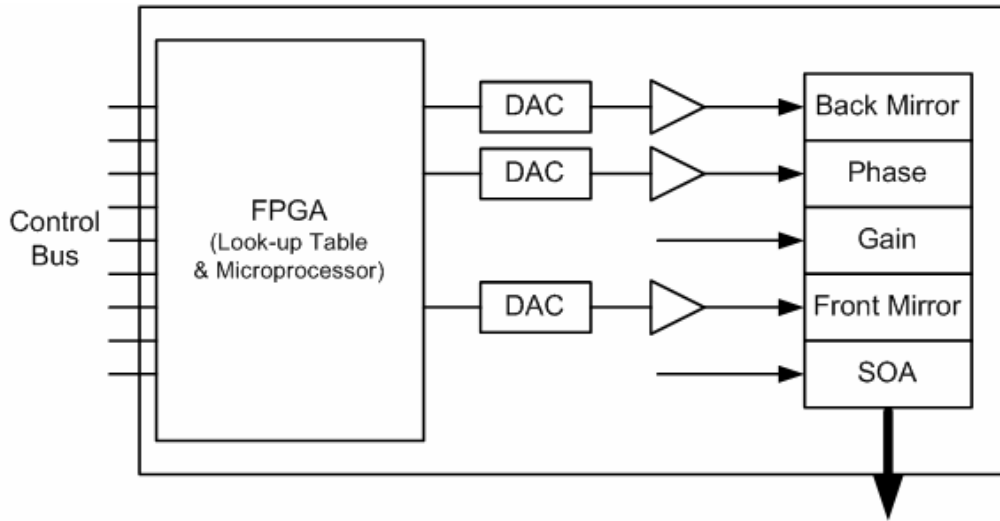 Control
Bus
FPGA
(Look-up Table
& Microprocessor)
DAC
DAC
DAC
Back Mirror
Phase
Gain
Front Mirror
SOA